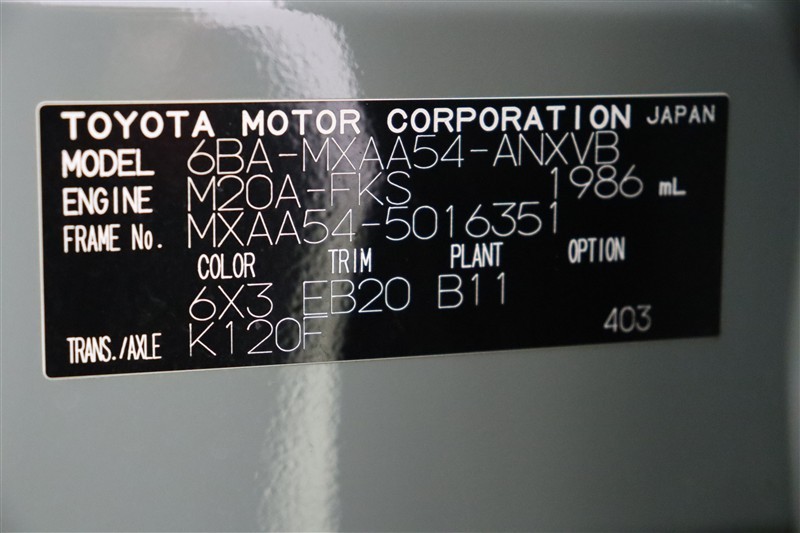 TOYOTA MOTOR CORPORATION JAPAN
MODEL 6BA-MXAA54-ANXVB
ENGINE M20A-FKS 1986 mL
FRAME No. MXAA54-5016351
COLOR TRIM PLANT OPTION
6X3 EB20 B11
TRANS./AXLE K120F 403